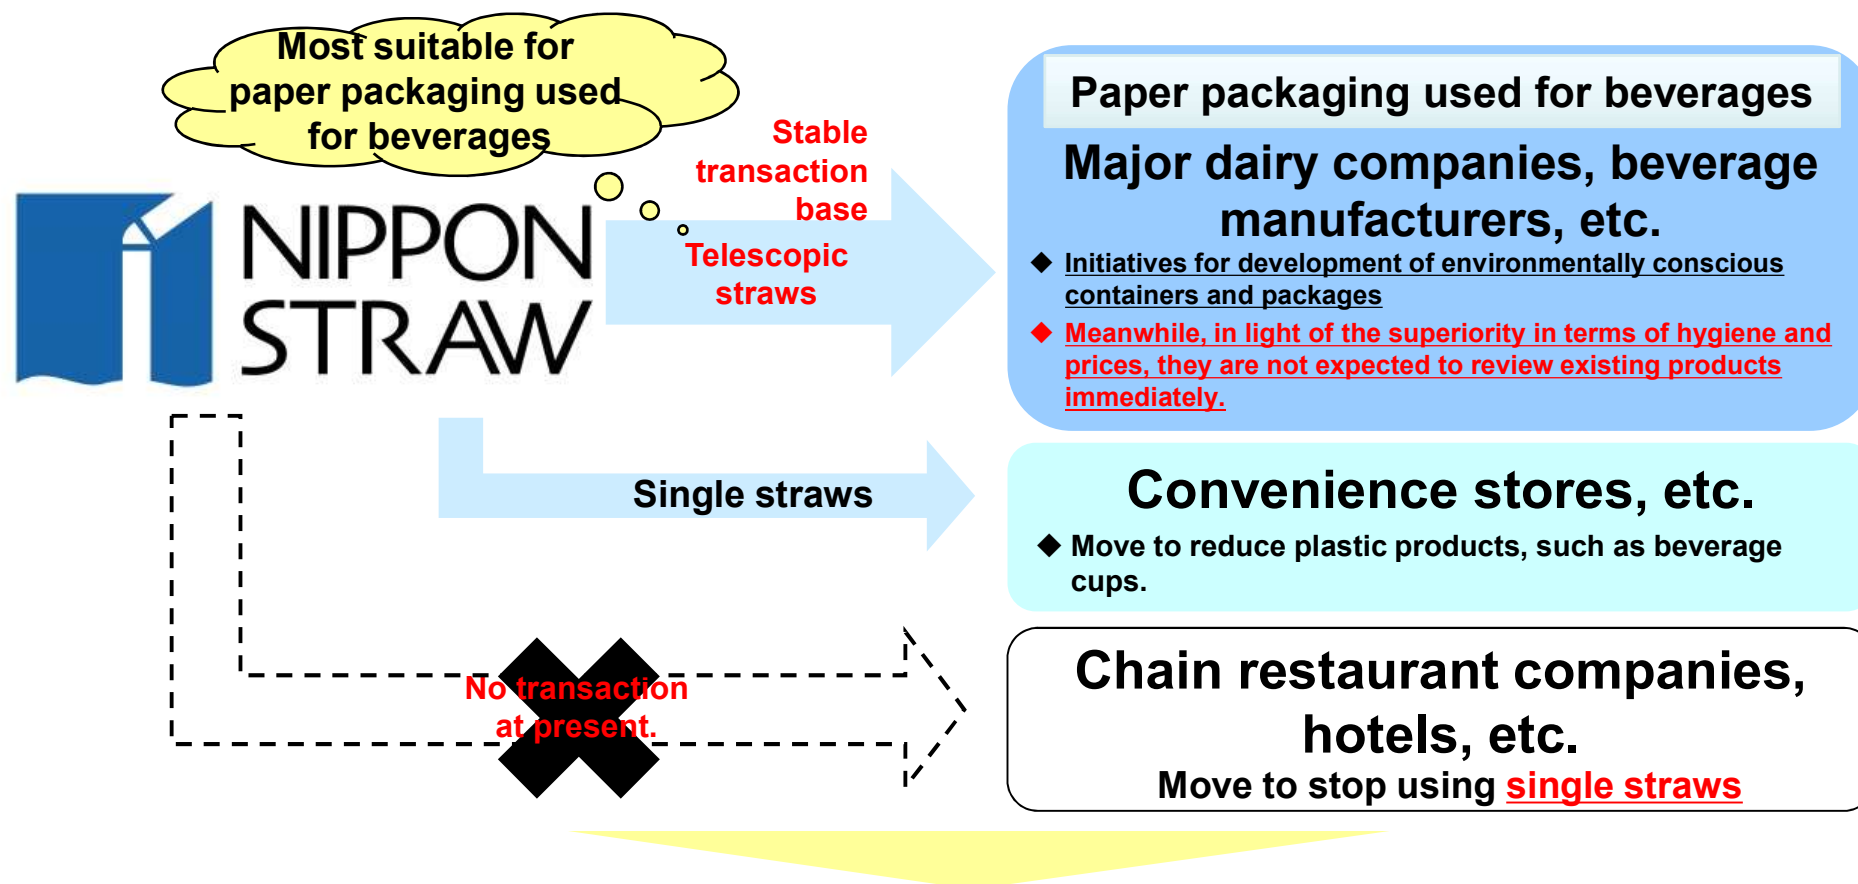 Most suitable for
paper packaging used
for beverages
NIPPON
STRAW
Stable
transaction
base
Telescopic
straws
Paper packaging used for beverages
Major dairy companies, beverage
manufacturers, etc.
◆ Initiatives for development of environmentally conscious
containers and packages
◆ Meanwhile, in light of the superiority in terms of hygiene and
prices, they are not expected to review existing products
immediately.
Single straws
Convenience stores, etc.
◆ Move to reduce plastic products, such as beverage
cups.
No transaction
at present.
Chain restaurant companies,
hotels, etc.
Move to stop using single straws